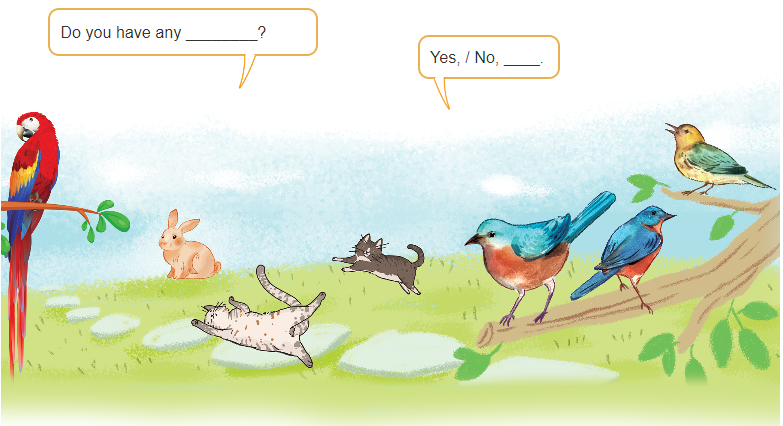 Do you have any ________?
Yes, / No, ____.